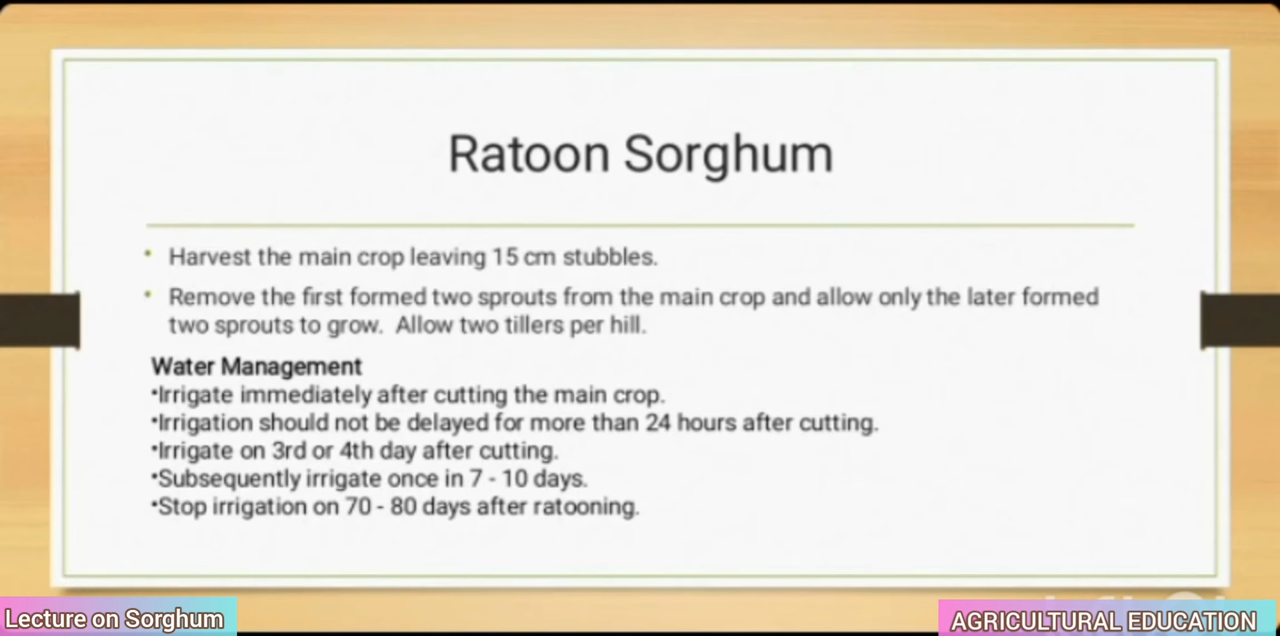 Ratoon Sorghum
• Harvest the main crop leaving 15 cm stubbles.
• Remove the first formed two sprouts from the main crop and allow only the later formed
two sprouts to grow. Allow two tillers per hill.
Water Management
•Irrigate immediately after cutting the main crop.
•Irrigation should not be delayed for more than 24 hours after cutting.
•Irrigate on 3rd or 4th day after cutting.
•Subsequently irrigate once in 7 - 10 days.
•Stop irrigation on 70 - 80 days after ratooning.
Lecture on Sorghum
AGRICULTURAL EDUCATION